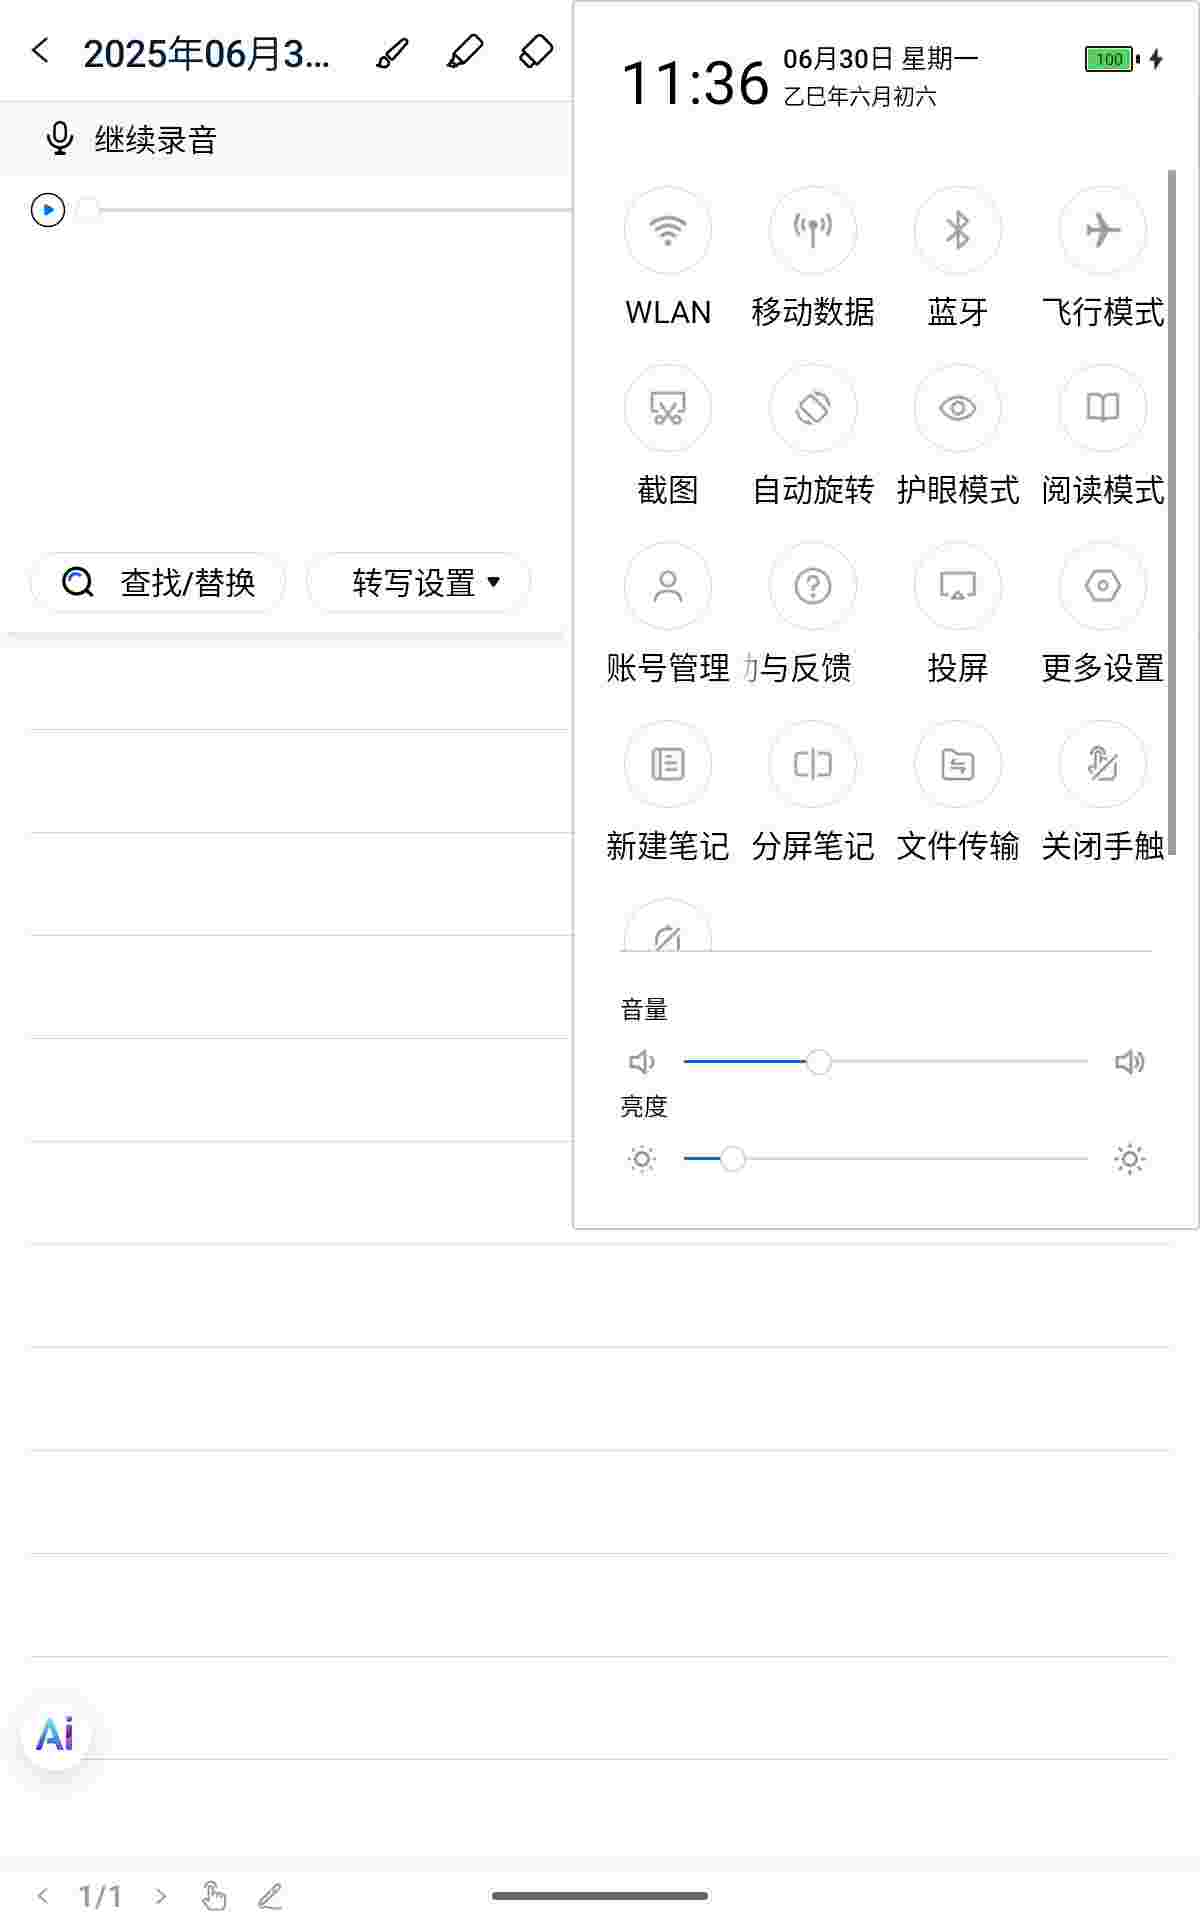 2025年06月3...
继续录音
查找/替换
转写设置
11:36
06月30日 星期一
乙巳年六月初六
100
WLAN
移动数据
蓝牙
飞行模式
截图
自动旋转
护眼模式
阅读模式
账号管理
与反馈
投屏
更多设置
新建笔记
分屏笔记
文件传输
关闭手触
音量
亮度
Ai
1/1